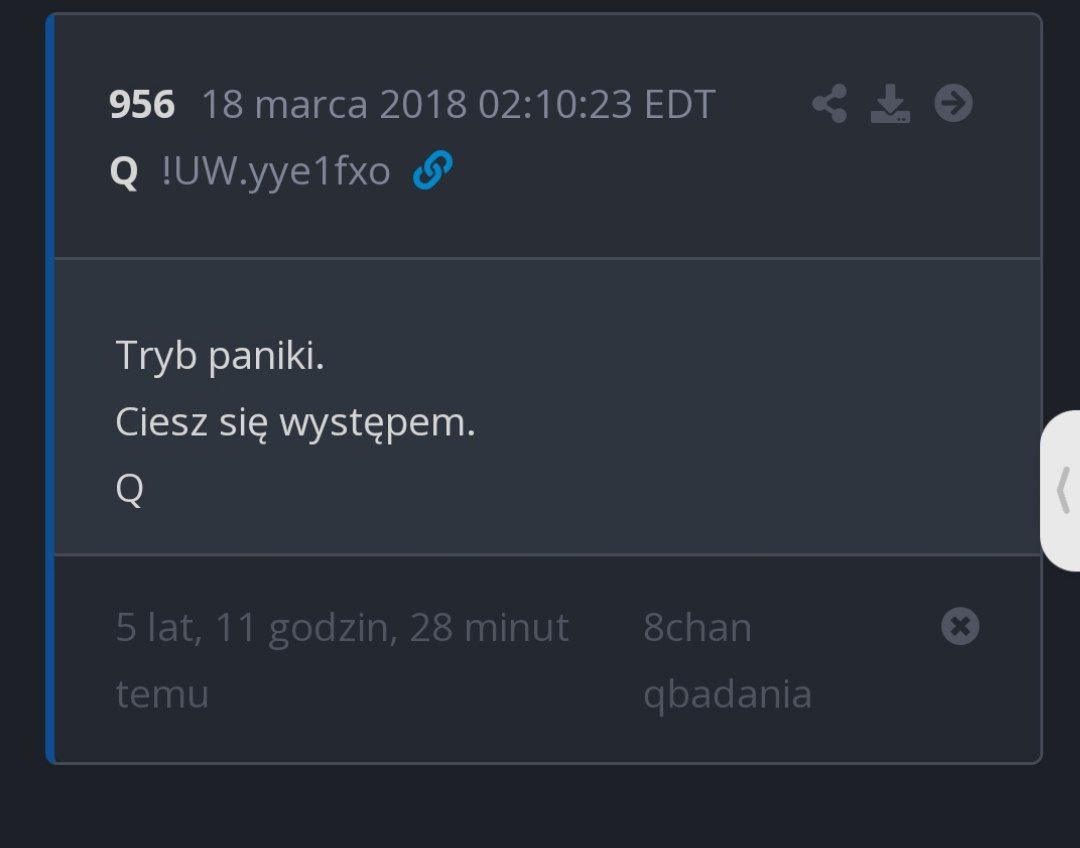 956 18 marca 2018 02:10:23 EDT
Q !UW.yye1fxo
Tryb paniki.
Ciesz się występem.
Q
5 lat, 11 godzin, 28 minut 8chan
temu qbadania